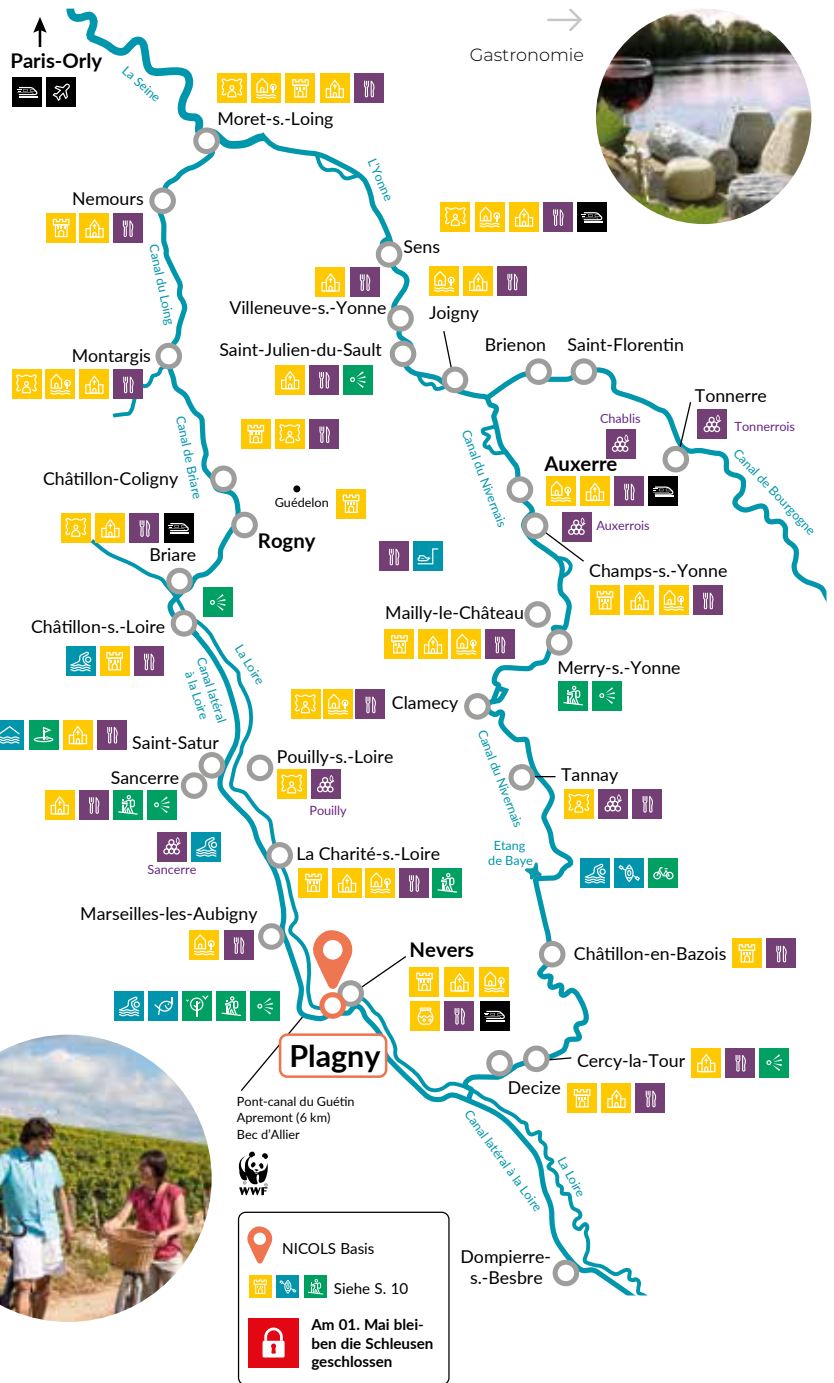 Gastronomie
Paris-Orly
La Seine
Moret-s.-Loing
L'Yonne
Nemours
Canal du Loing
Sens
Villeneuve-s.-Yonne
Joigny
Montargis
Saint-Julien-du-Sault
Brienon
Saint-Florentin
Tonnerre
Chablis
Tonnerrois
Canal de Briare
Canal du Nivernais
Auxerre
Canal de Bourgogne
Châtillon-Coligny
Guédelon
Rogny
Auxerrois
Briare
Champs-s.-Yonne
Châtillon-s.-Loire
Mailly-le-Château
La Loire
Canal latéral
à la Loire
Merry-s.-Yonne
Clamecy
Saint-Satur
Pouilly-s.-Loire
Canal du Nivernais
Tannay
Sancerre
Pouilly
Sancerre
Etang
de Baye
La Charité-s.-Loire
Marseilles-les-Aubigny
Nevers
Châtillon-en-Bazois
Plagny
Cercy-la-Tour
Decize
Pont-canal du Guétin
Apremont (6 km)
Bec d'Allier
WWF
Canal latéral à la Loire
La Loire
Dompierre-
s.-Besbre
NICOLS Basis
Siehe S. 10
Am 01. Mai blei-
ben die Schleusen
geschlossen